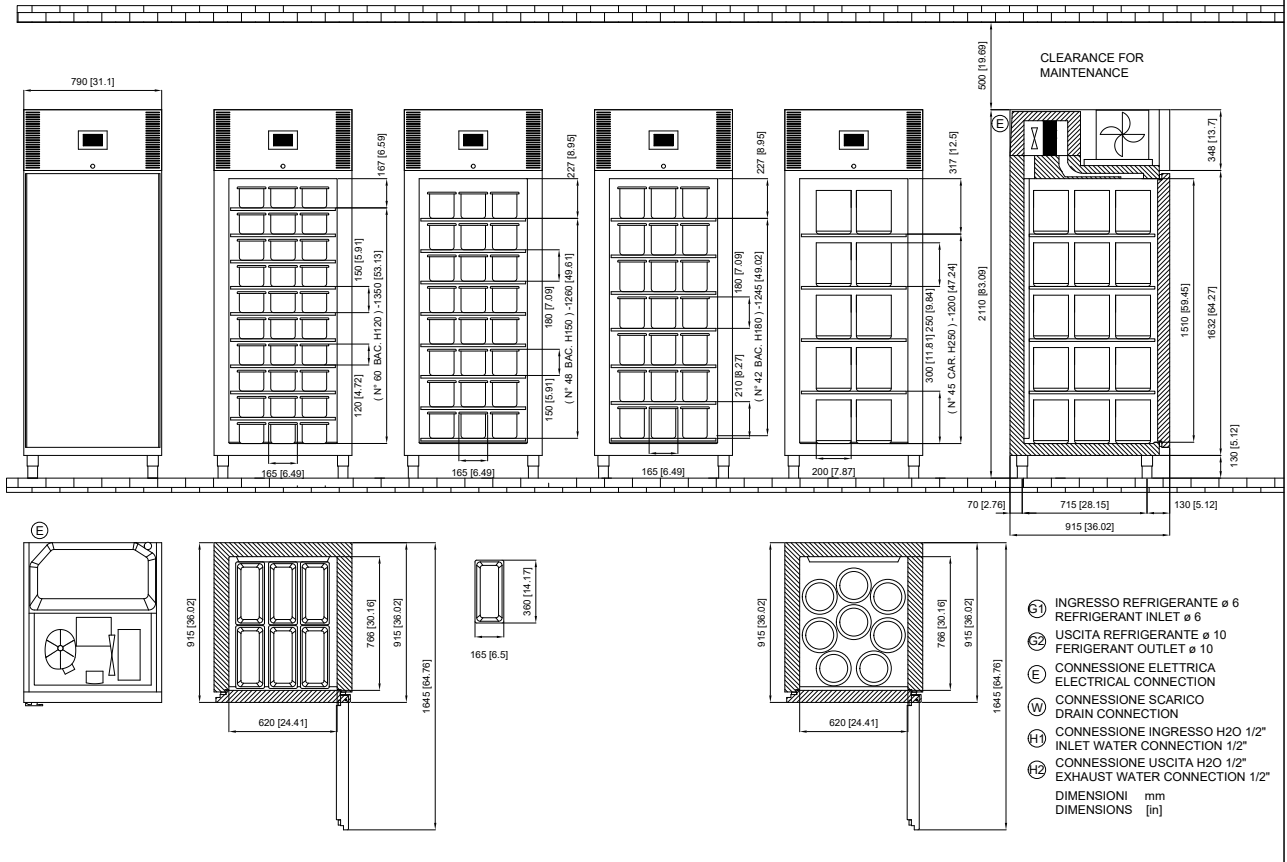 CLEARANCE FOR
MAINTENANCE
500 [19.69]
790 [31.1]
E
167 [6.59]
227 [8.95]
227 [8.95]
317 [12.5]
348 [13.7]
150 [5.91]
120 [4.72]
( N° 60 BAC. H120 ) -1350 [53.13]
180 [7.09]
150 [5.91]
( N° 48 BAC. H150 ) -1260 [49.61]
180 [7.09]
210 [8.27]
( N° 42 BAC. H180 ) -1245 [49.02]
300 [11.81] 250 [9.84]
( N° 45 CAR. H250 ) -1200 [47.24]
2110 [83.09]
1510 [59.45]
1632 [64.27]
130 [5.12]
165 [6.49]
165 [6.49]
165 [6.49]
200 [7.87]
70 [2.76]
715 [28.15]
130 [5.12]
915 [36.02]
E
915 [36.02]
766 [30.16]
915 [36.02]
1645 [64.76]
620 [24.41]
360 [14.17]
165 [6.5]
915 [36.02]
766 [30.16]
915 [36.02]
1645 [64.76]
620 [24.41]
G1 INGRESSO REFRIGERANTE ø 6
REFRIGERANT INLET ø 6
G2 USCITA REFRIGERANTE ø 10
FERIGERANT OUTLET ø 10
E CONNESSIONE ELETTRICA
ELECTRICAL CONNECTION
W CONNESSIONE SCARICO
DRAIN CONNECTION
H1 CONNESSIONE INGRESSO H2O 1/2"
INLET WATER CONNECTION 1/2"
H2 CONNESSIONE USCITA H2O 1/2"
EXHAUST WATER CONNECTION 1/2"
DIMENSIONI mm
DIMENSIONS [in]